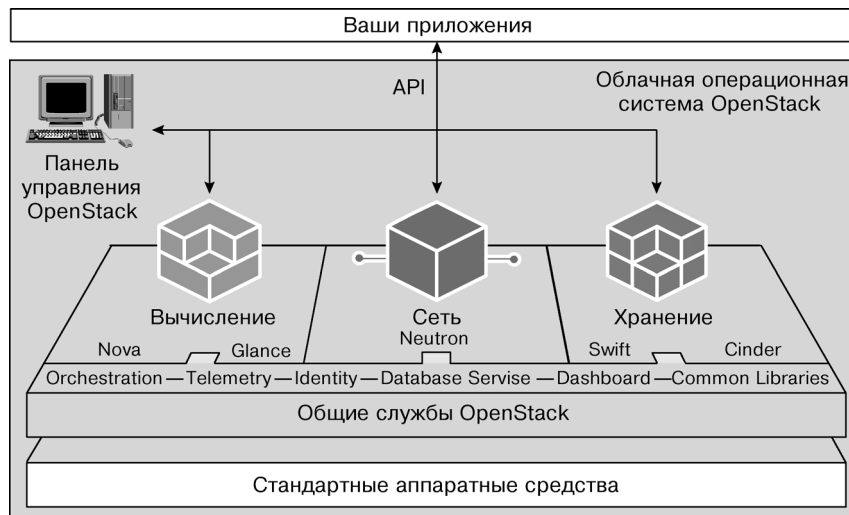 Ваши приложения
API
Облачная операционная
система OpenStack
Панель
управления
OpenStack
Вычисление
Сеть
Хранение
Nova
Glance
Neutron
Swift
Cinder
Orchestration — Telemetry — Identity — Database Servise — Dashboard — Common Libraries
Общие службы OpenStack
Стандартные аппаратные средства